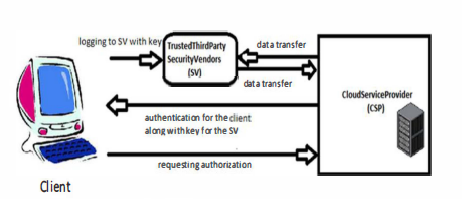 logging to SV with key
TrustedThirdParty
SecurityVendors
(SV)
data transfer
data transfer
CloudServiceProvider
(CSP)
authentication for the client
along with key for the SV
requesting authorization
Client